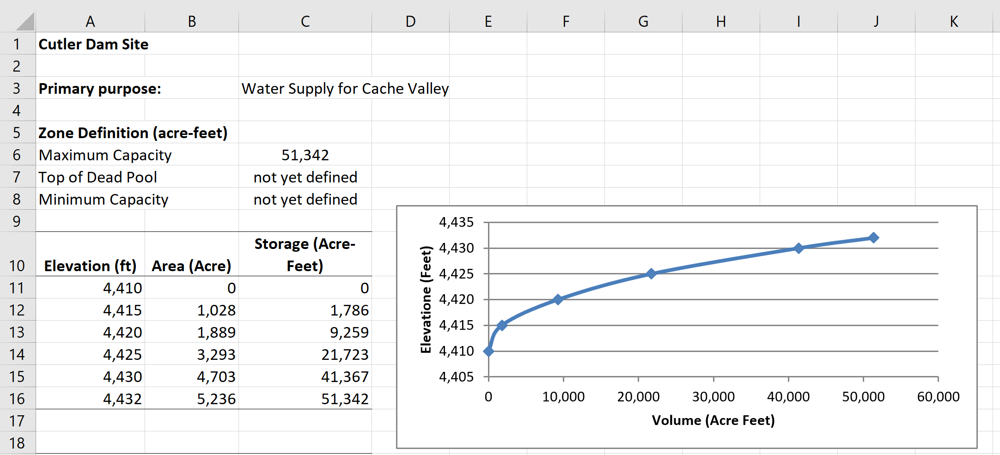 A B C D E F G H I J K
1 Cutler Dam Site
2
3 Primary purpose: Water Supply for Cache Valley
4
5 Zone Definition (acre-feet)
6 Maximum Capacity 51,342
7 Top of Dead Pool not yet defined
8 Minimum Capacity not yet defined
9
10 Elevation (ft) Area (Acre) Storage (Acre-
Feet)
11 4,410 0 0
12 4,415 1,028 1,786
13 4,420 1,889 9,259
14 4,425 3,293 21,723
15 4,430 4,703 41,367
16 4,432 5,236 51,342
17
18
Elevatione (Feet)
4,435
4,430
4,425
4,420
4,415
4,410
4,405
0 10,000 20,000 30,000 40,000 50,000 60,000
Volume (Acre Feet)